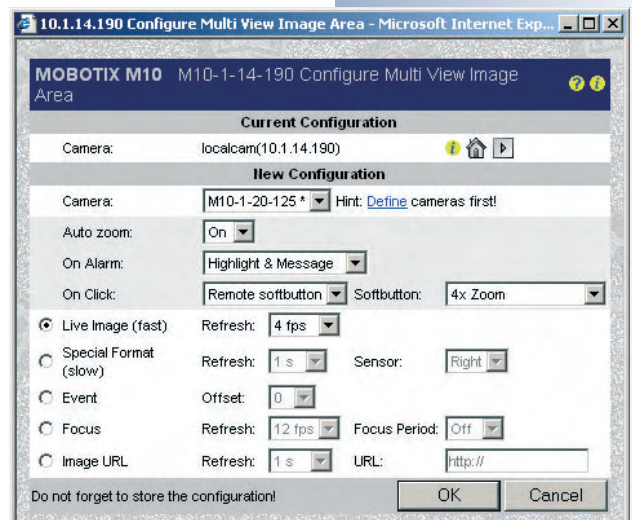 10.1.14.190 Configure Multi View Image Area - Microsoft Internet Exp...
MOBOTIX M10 M10-1-14-190 Configure Multi View Image
Area
Current Configuration
Camera: localcam(10.1.14.190)
New Configuration
Camera: M10-1-20-125 * Hint: Define cameras first!
Auto zoom: On
On Alarm: Highlight & Message
On Click: Remote softbutton Softbutton: 4x Zoom
Live Image (fast) Refresh: 4 fps
Special Format
(slow) Refresh: 1 s Sensor: Right
Event Offset: 0
Focus Refresh: 12 fps Focus Period: Off
Image URL Refresh: 1 s URL: http://
Do not forget to store the configuration! OK Cancel